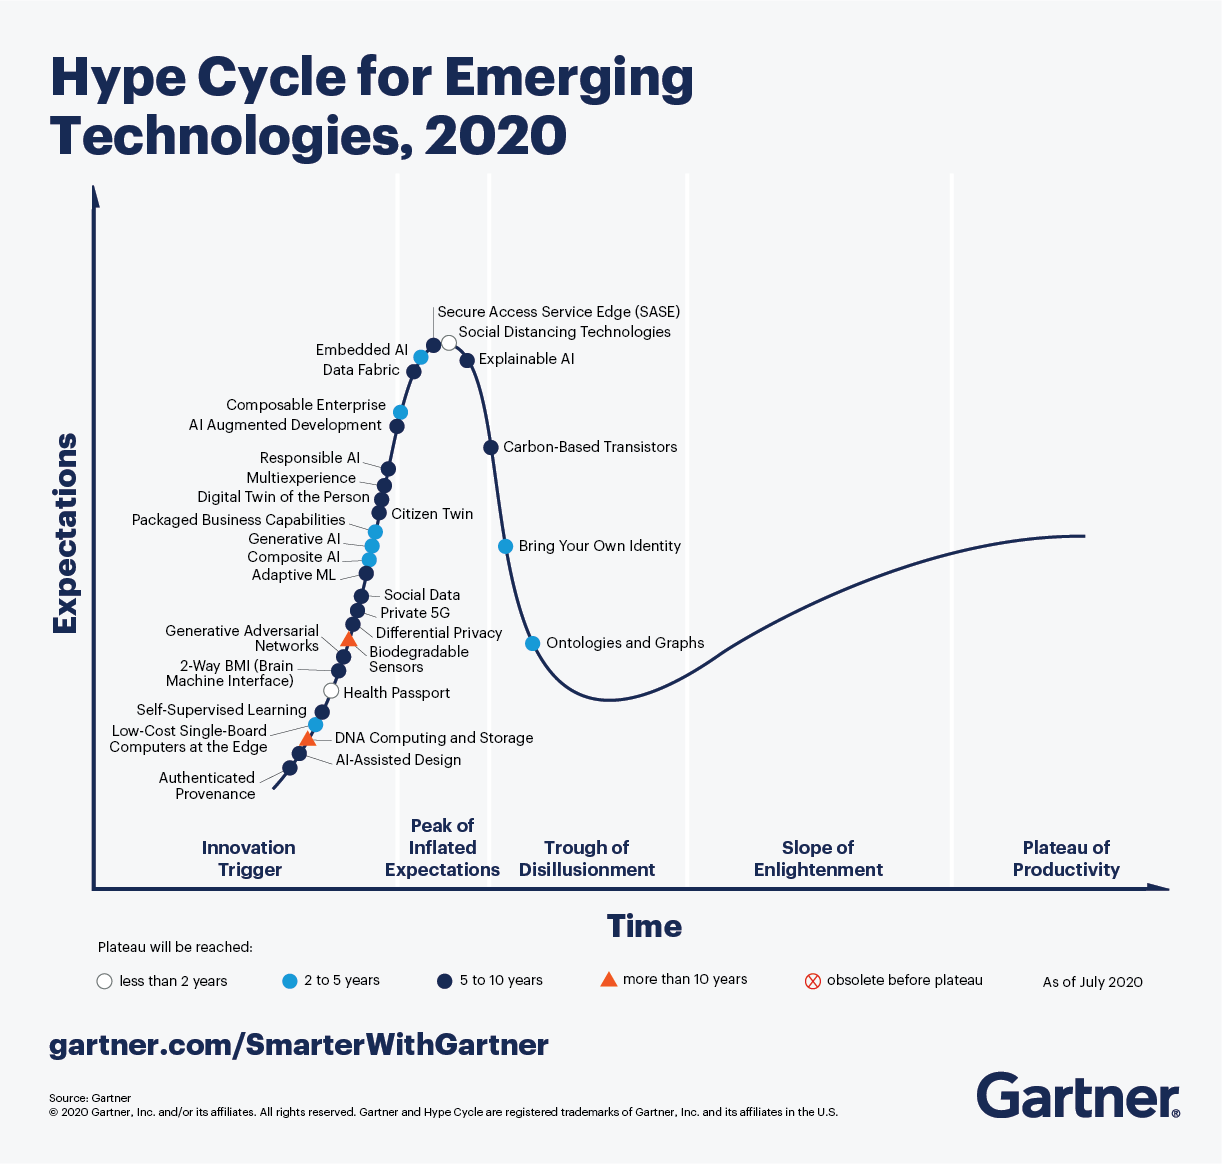 Hype Cycle for Emerging
Technologies, 2020
Expectations
Secure Access Service Edge (SASE)
Social Distancing Technologies
Embedded AI
Explainable AI
Data Fabric
Composable Enterprise
AI Augmented Development
Carbon-Based Transistors
Responsible AI
Multiexperience
Digital Twin of the Person
Citizen Twin
Packaged Business Capabilities
Generative AI
Bring Your Own Identity
Composite AI
Adaptive ML
Social Data
Private 5G
Generative Adversarial
Networks
Differential Privacy
Ontologies and Graphs
Biodegradable
Sensors
2-Way BMI (Brain
Machine Interface)
Health Passport
Self-Supervised Learning
Low-Cost Single-Board
Computers at the Edge
DNA Computing and Storage
AI-Assisted Design
Authenticated
Provenance
Innovation
Trigger
Peak of
Inflated
Expectations
Trough of
Disillusionment
Slope of
Enlightenment
Plateau of
Productivity
Time
Plateau will be reached:
less than 2 years
2 to 5 years
5 to 10 years
more than 10 years
obsolete before plateau
As of July 2020
gartner.com/SmarterWithGartner
Source: Gartner
© 2020 Gartner, Inc. and/or its affiliates. All rights reserved. Gartner and Hype Cycle are registered trademarks of Gartner, Inc. and its affiliates in the U.S.
Gartner®